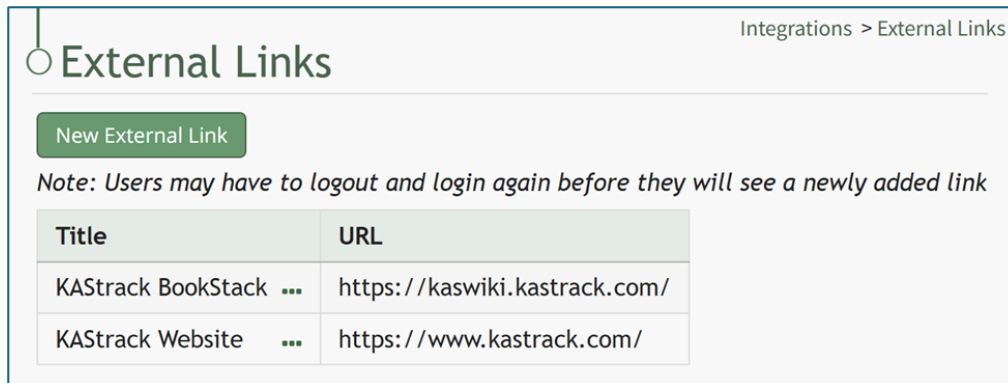 Integrations > External Links
External Links
New External Link
Note: Users may have to logout and login again before they will see a newly added link
Title URL
KAStrack BookStack ... https://kaswiki.kastrack.com/
KAStrack Website ... https://www.kastrack.com/